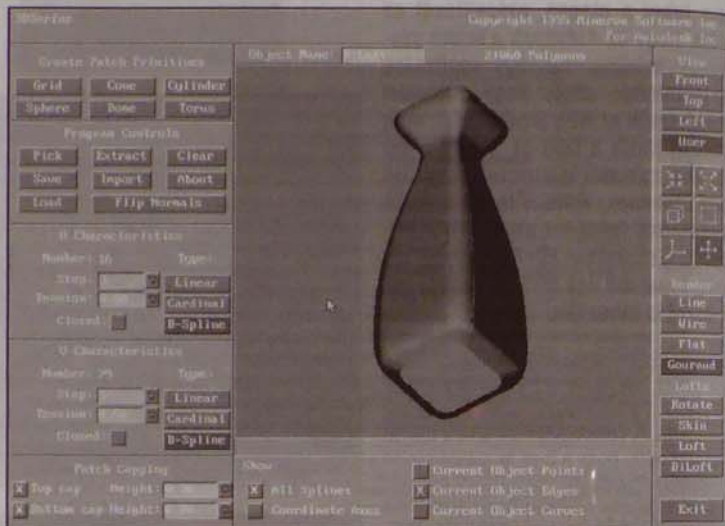 3DSurfer
Copyright 1995 Minerva Software Inc
For Autodesk Inc
Create Patch Primitives
Grid Cone Cylinder
Sphere Dome Torus
Program Controls
Pick Extract Clear
Save Import About
Load Flip Normals
U Characteristics
Number: 16 Type:
Step: Linear
Tension: Cardinal
Closed: B-Spline
V Characteristics
Number: 29 Type:
Step: Linear
Tension: Cardinal
Closed: B-Spline
Patch Capping
Top cap Height:
Bottom cap Height:
Object Name: 21060 Polygons
Show:
All Splines
Coordinate Axes
Current Object Points
Current Object Edges
Current Object Curves
View
Front
Top
Left
User
Render
Line
Wire
Flat
Gouraud
Lofts
Rotate
Skin
Loft
BiLoft
Exit